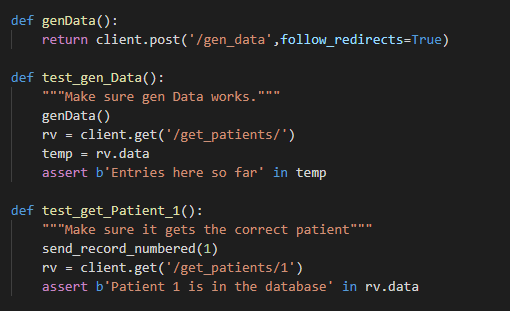 def genData():
    return client.post('/gen_data',follow_redirects=True)

def test_gen_Data():
    """Make sure gen Data works."""
    genData()
    rv = client.get('/get_patients/')
    temp = rv.data
    assert b'Entries here so far' in temp

def test_get_Patient_1():
    """Make sure it gets the correct patient"""
    send_record_numbered(1)
    rv = client.get('/get_patients/1')
    assert b'Patient 1 is in the database' in rv.data